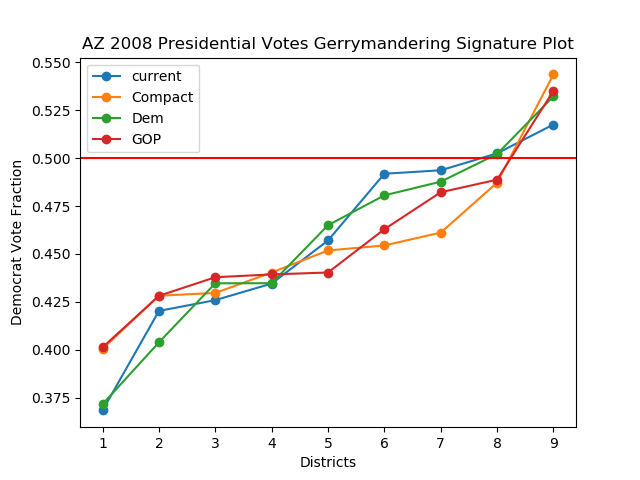 AZ 2008 Presidential Votes Gerrymandering Signature Plot
current
Compact
Dem
GOP
0.550
0.525
0.500
0.475
0.450
0.425
0.400
0.375
Democrat Vote Fraction
1 2 3 4 5 6 7 8 9
Districts